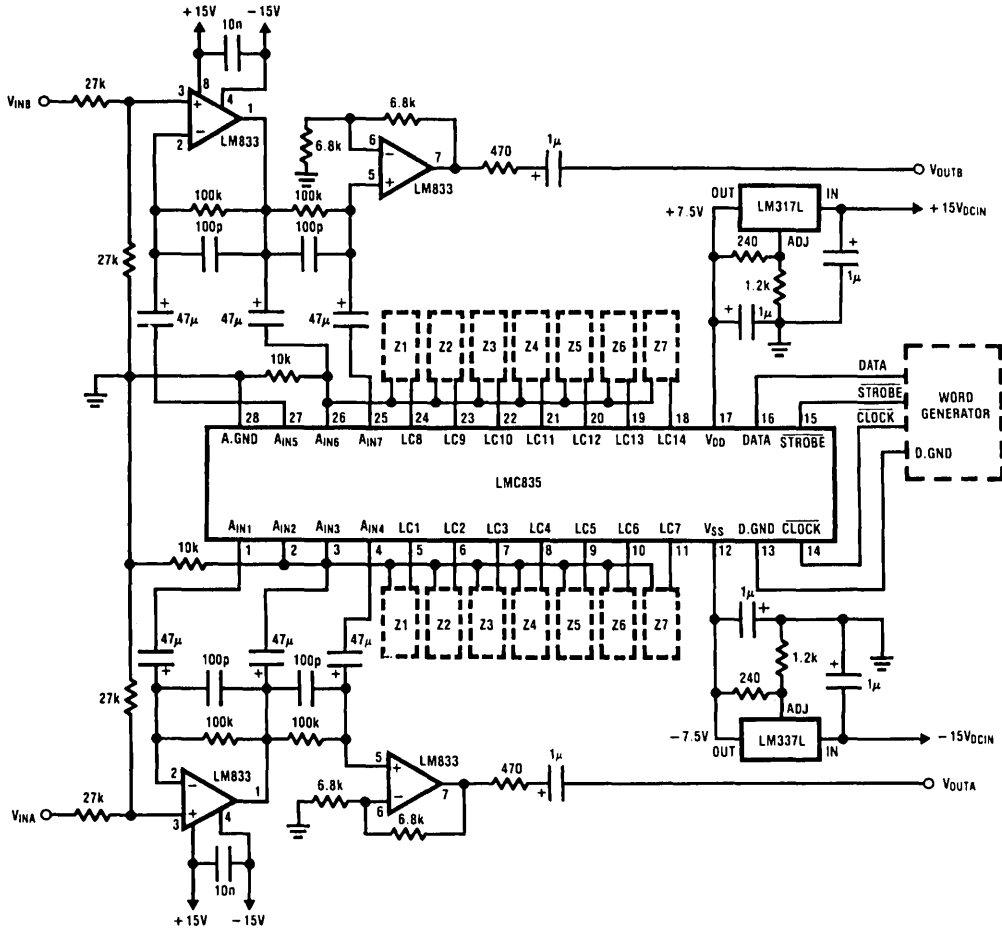 +15V -15V
10n
27k
VINB
3 8 4 1 2
+ -
LM833
6.8k
6.8k
6 7 5
- +
LM833
470
1μ
+
VOUTB
100k 100k
100p 100p
27k
+ + +
47μ 47μ 47μ
OUT LM317L IN
+7.5V
+15VDCIN
ADJ
240
1.2k
+
1μ
+ 1μ
Z1 Z2 Z3 Z4 Z5 Z6 Z7
10k
DATA
STROBE
CLOCK
D.GND
WORD
GENERATOR
28 27 26 25 24 23 22 21 20 19 18 17 16 15
A.GND AIN5 AIN6 AIN7 LC8 LC9 LC10 LC11 LC12 LC13 LC14 VDD DATA STROBE
LMC835
AIN1 AIN2 AIN3 AIN4 LC1 LC2 LC3 LC4 LC5 LC6 LC7 VSS D.GND CLOCK
1 2 3 4 5 6 7 8 9 10 11 12 13 14
10k
Z1 Z2 Z3 Z4 Z5 Z6 Z7
47μ 47μ 47μ
+ + +
100p 100p
100k 100k
27k
1μ
+
1.2k
240
+
1μ
ADJ
-7.5V
OUT LM337L IN
-15VDCIN
LM833
2 1 3 4
- +
27k
VINA
6.8k
6.8k
5 7 6
+ -
LM833
470
1μ
+
VOUTA
10n
+15V -15V